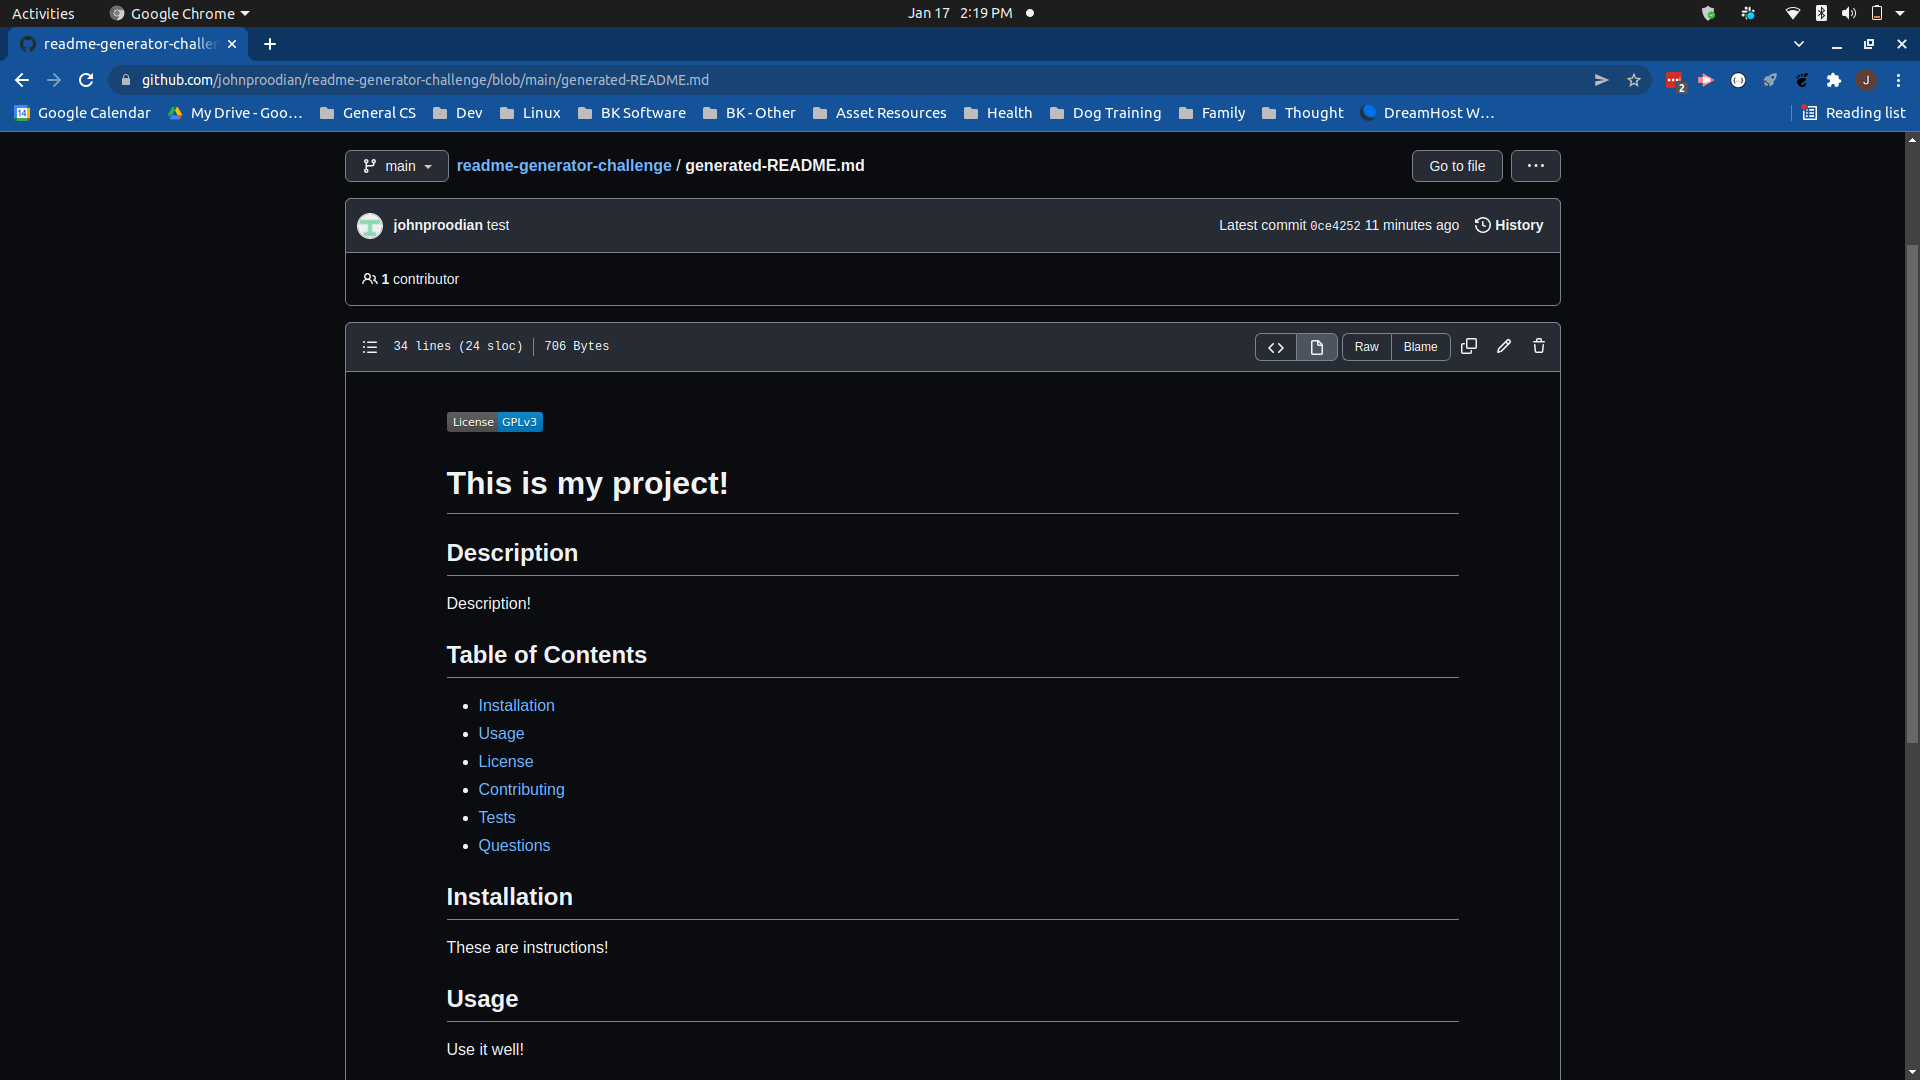 Activities Google Chrome Jan 17 2:19 PM
readme-generator-challer
github.com/johnproodian/readme-generator-challenge/blob/main/generated-README.md 2 J
14 Google Calendar My Drive - Goo... General CS Dev Linux BK Software BK - Other Asset Resources Health Dog Training Family Thought DreamHost W... Reading list
main readme-generator-challenge / generated-README.md Go to file ...
johnproodian test Latest commit 0ce4252 11 minutes ago History
1 contributor
34 lines (24 sloc) 706 Bytes <> Raw Blame
License GPLv3
This is my project!
Description
Description!
Table of Contents
• Installation
• Usage
• License
• Contributing
• Tests
• Questions
Installation
These are instructions!
Usage
Use it well!